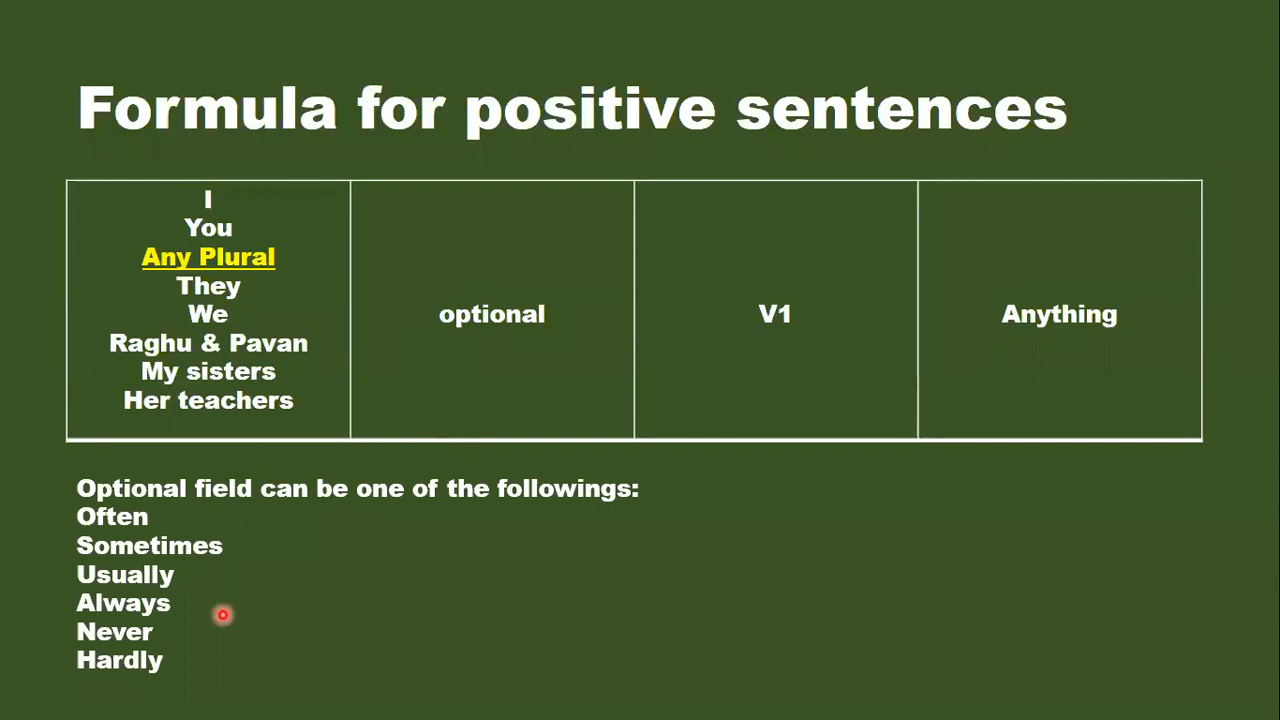 Formula for positive sentences
I
You
Any Plural
They
We
Raghu & Pavan
My sisters
Her teachers
optional
V1
Anything
Optional field can be one of the followings:
Often
Sometimes
Usually
Always
Never
Hardly